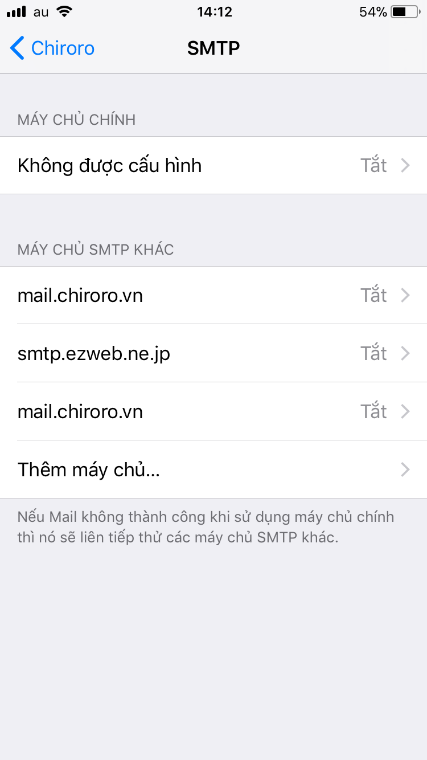 au 14:12 54%
Chiroro SMTP
MÁY CHỦ CHÍNH
Không được cấu hình Tắt
MÁY CHỦ SMTP KHÁC
mail.chiroro.vn Tắt
smtp.ezweb.ne.jp Tắt
mail.chiroro.vn Tắt
Thêm máy chủ...
Nếu Mail không thành công khi sử dụng máy chủ chính
thì nó sẽ liên tiếp thử các máy chủ SMTP khác.